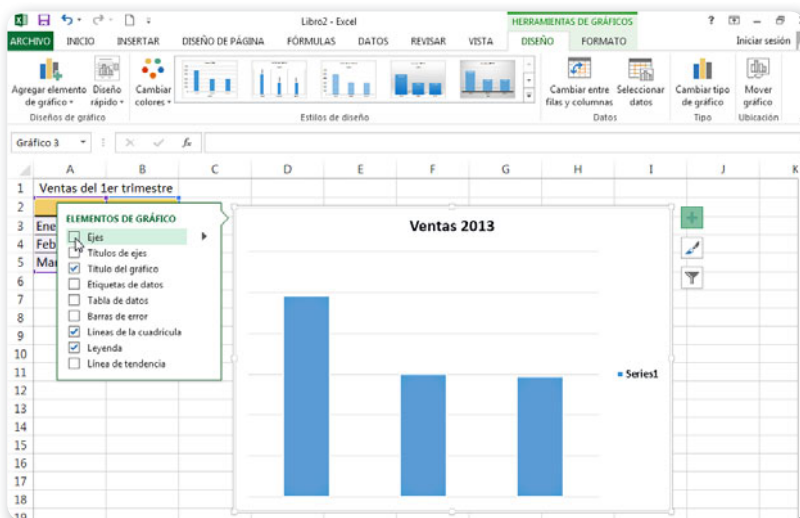 Libro2 - Excel
HERRAMIENTAS DE GRÁFICOS
?
ARCHIVO INICIO INSERTAR DISEÑO DE PÁGINA FÓRMULAS DATOS REVISAR VISTA DISEÑO FORMATO Iniciar sesión
Agregar elemento de gráfico
Diseño rápido
Cambiar colores
Cambiar entre filas y columnas
Seleccionar datos
Cambiar tipo de gráfico
Mover gráfico
Diseños de gráfico Estilos de diseño Datos Tipo Ubicación
Gráfico 3 fx
A B C D E F G H I J K
1 Ventas del 1er trimestre
2
3 Ene
4 Feb
5 Mar
6
7
8
9
10
11
12
13
14
15
16
17
18
19
ELEMENTOS DE GRÁFICO
Ejes
Títulos de ejes
Título del gráfico
Etiquetas de datos
Tabla de datos
Barras de error
Líneas de la cuadrícula
Leyenda
Línea de tendencia
Ventas 2013
Series1